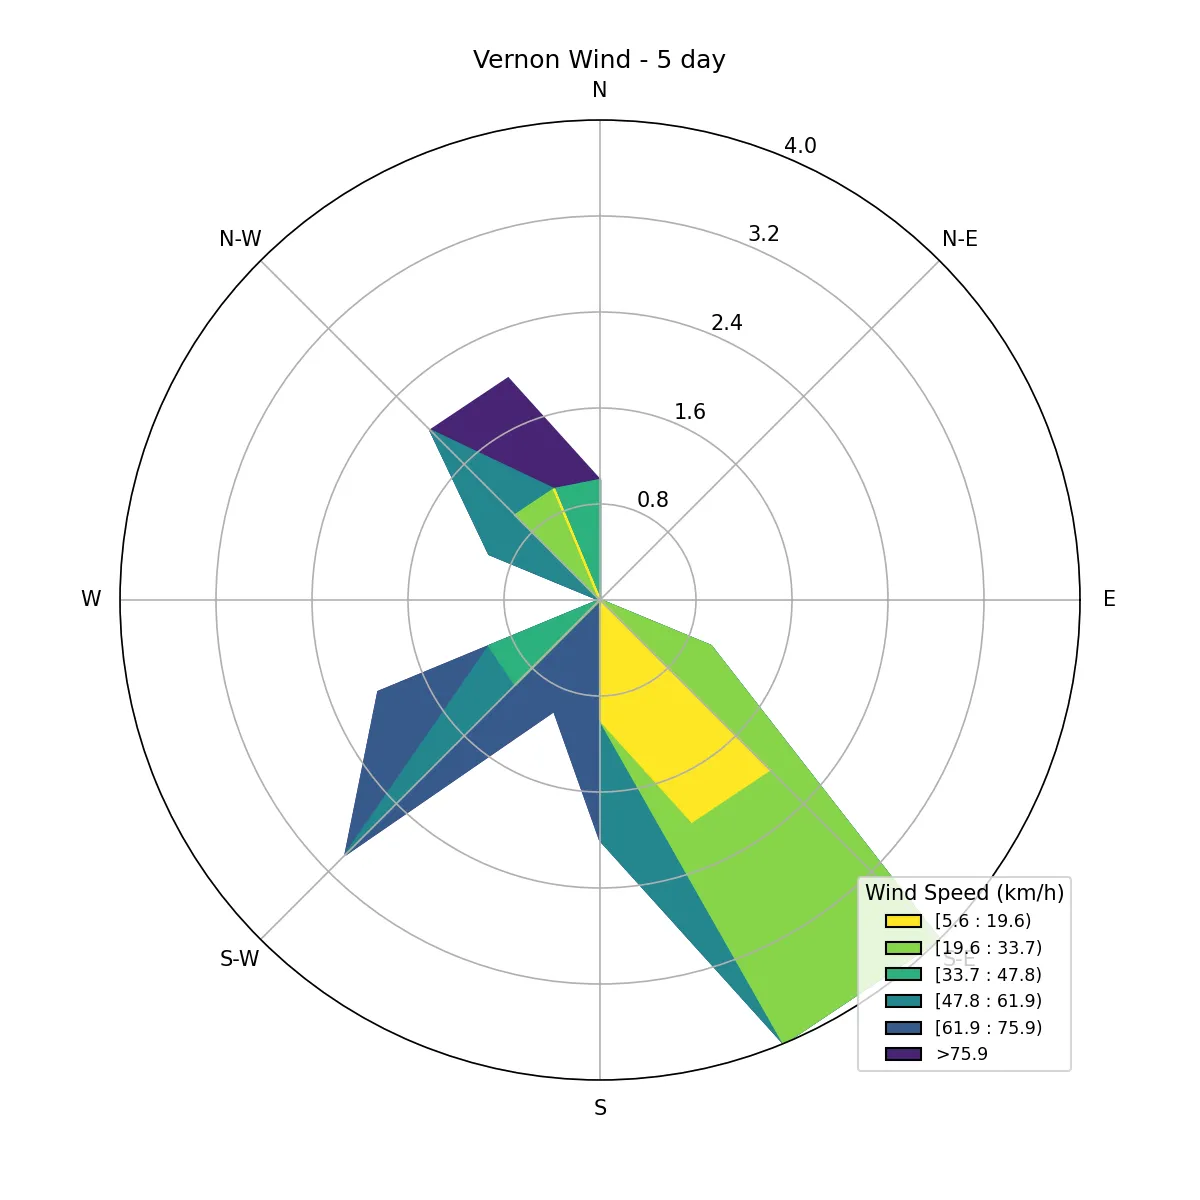 Vernon Wind - 5 day
N
4.0
N-W
3.2
N-E
2.4
1.6
0.8
W
E
Wind Speed (km/h)
[5.6 : 19.6)
[19.6 : 33.7)
S-E
[33.7 : 47.8)
[47.8 : 61.9)
[61.9 : 75.9)
>75.9
S-W
S